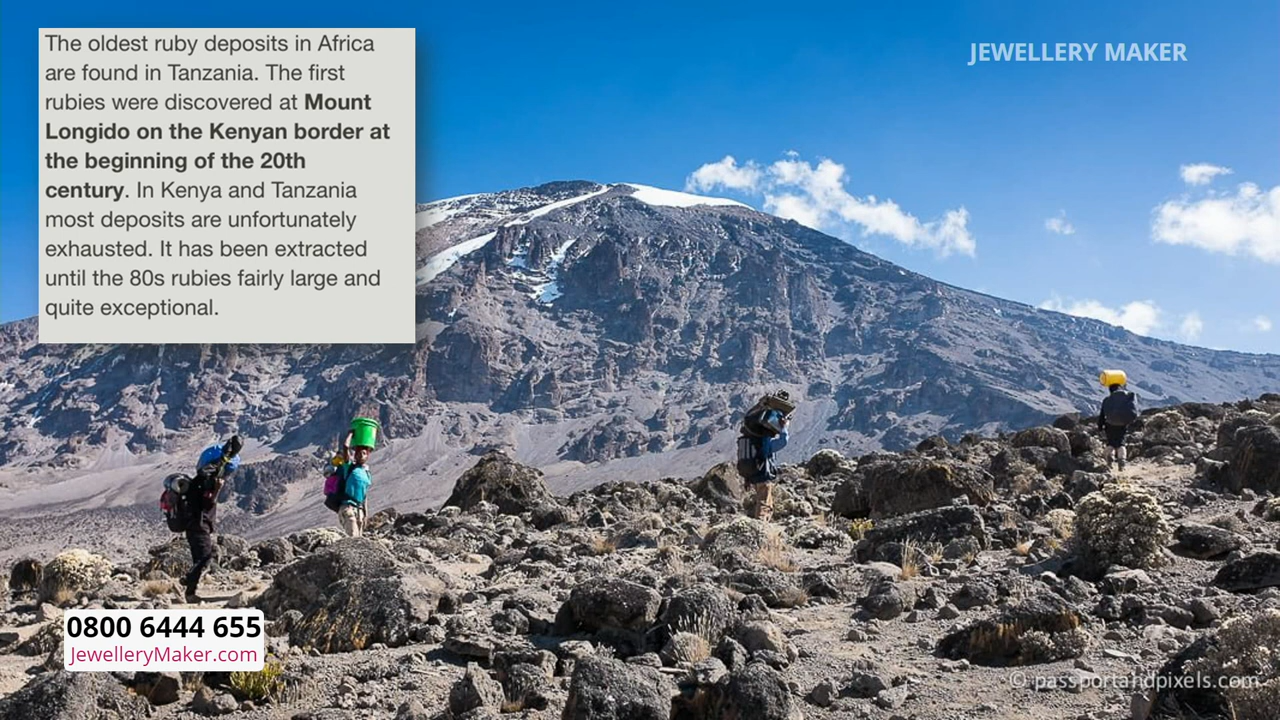 The oldest ruby deposits in Africa
are found in Tanzania. The first
rubies were discovered at Mount
Longido on the Kenyan border at
the beginning of the 20th
century. In Kenya and Tanzania
most deposits are unfortunately
exhausted. It has been extracted
until the 80s rubies fairly large and
quite exceptional.
JEWELLERY MAKER
0800 6444 655
JewelleryMaker.com
© passportandpixels.com